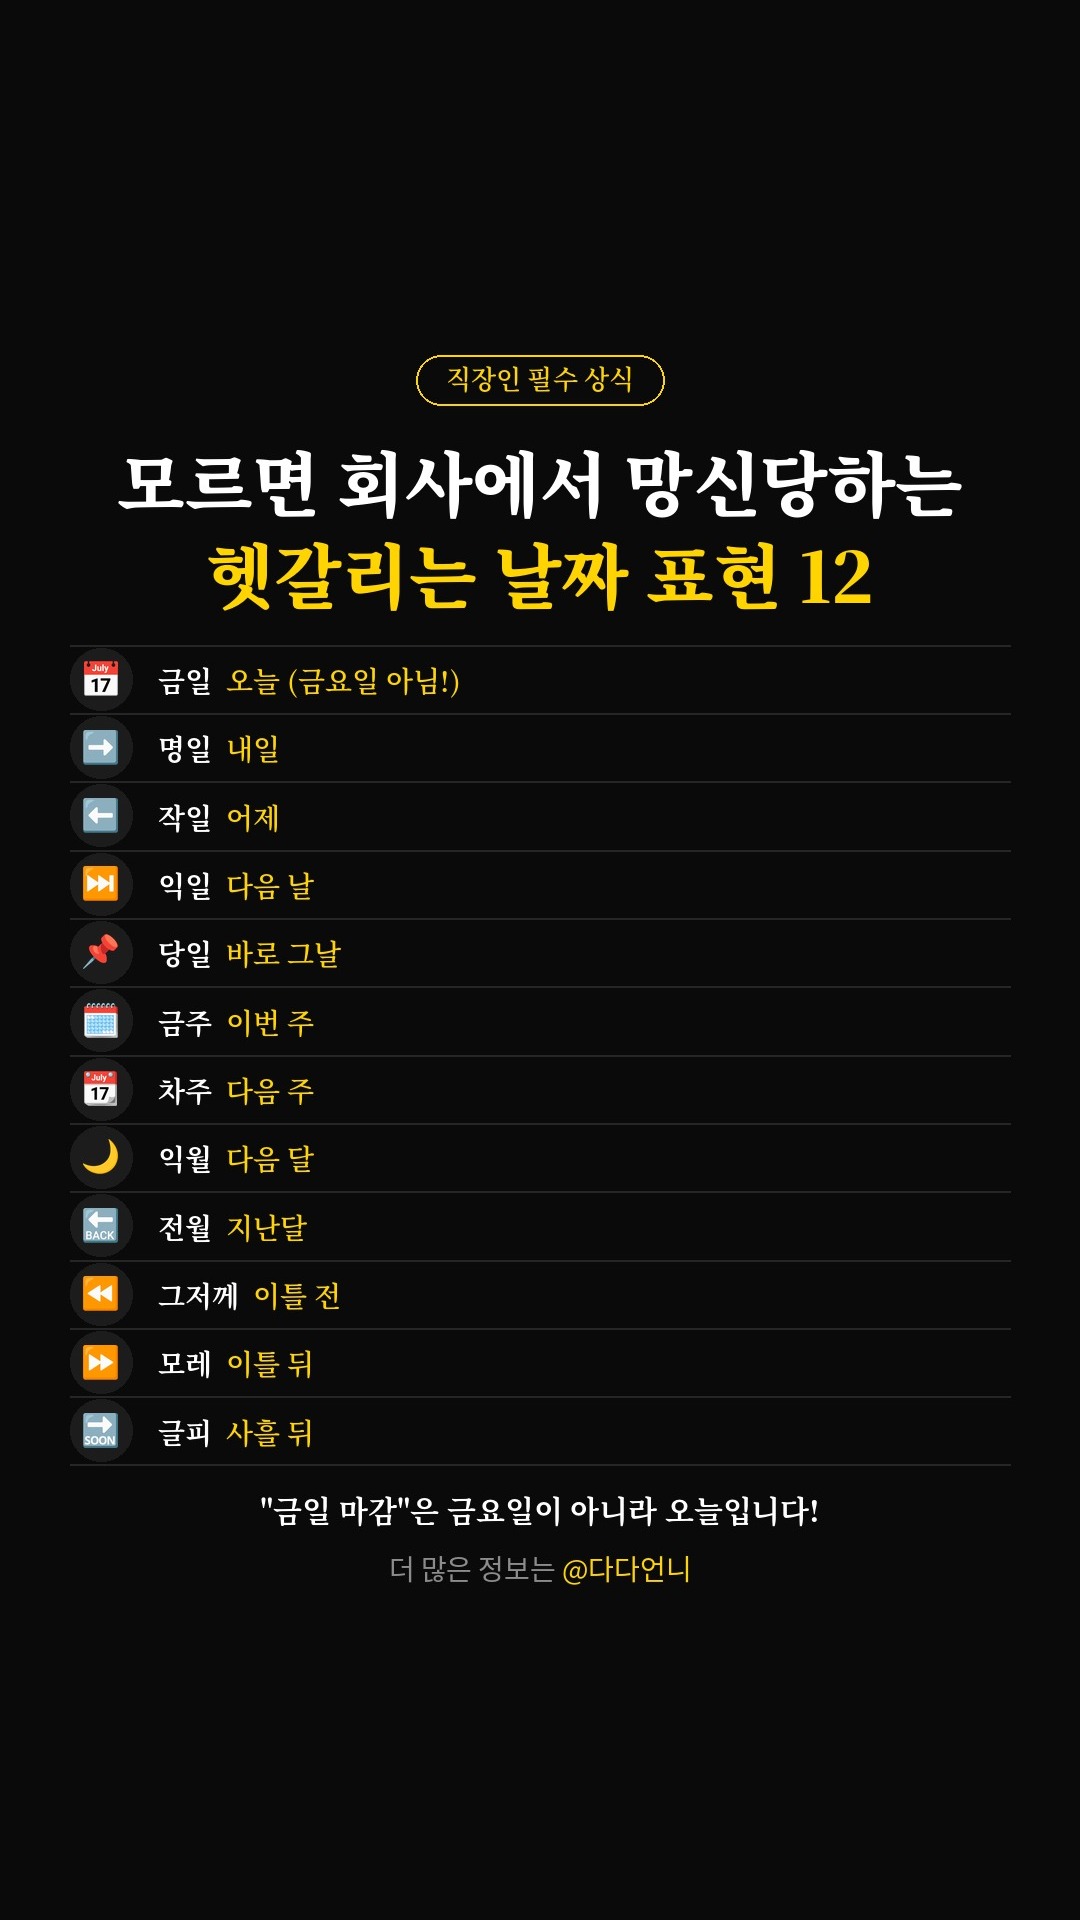 직장인 필수 상식
모르면 회사에서 망신당하는
헷갈리는 날짜 표현 12
July 17 금일 오늘 (금요일 아님!)
명일 내일
작일 어제
익일 다음 날
당일 바로 그날
금주 이번 주
July 17 차주 다음 주
익월 다음 달
BACK 전월 지난달
그저께 이틀 전
모레 이틀 뒤
SOON 글피 사흘 뒤
"금일 마감"은 금요일이 아니라 오늘입니다!
더 많은 정보는 @다다언니